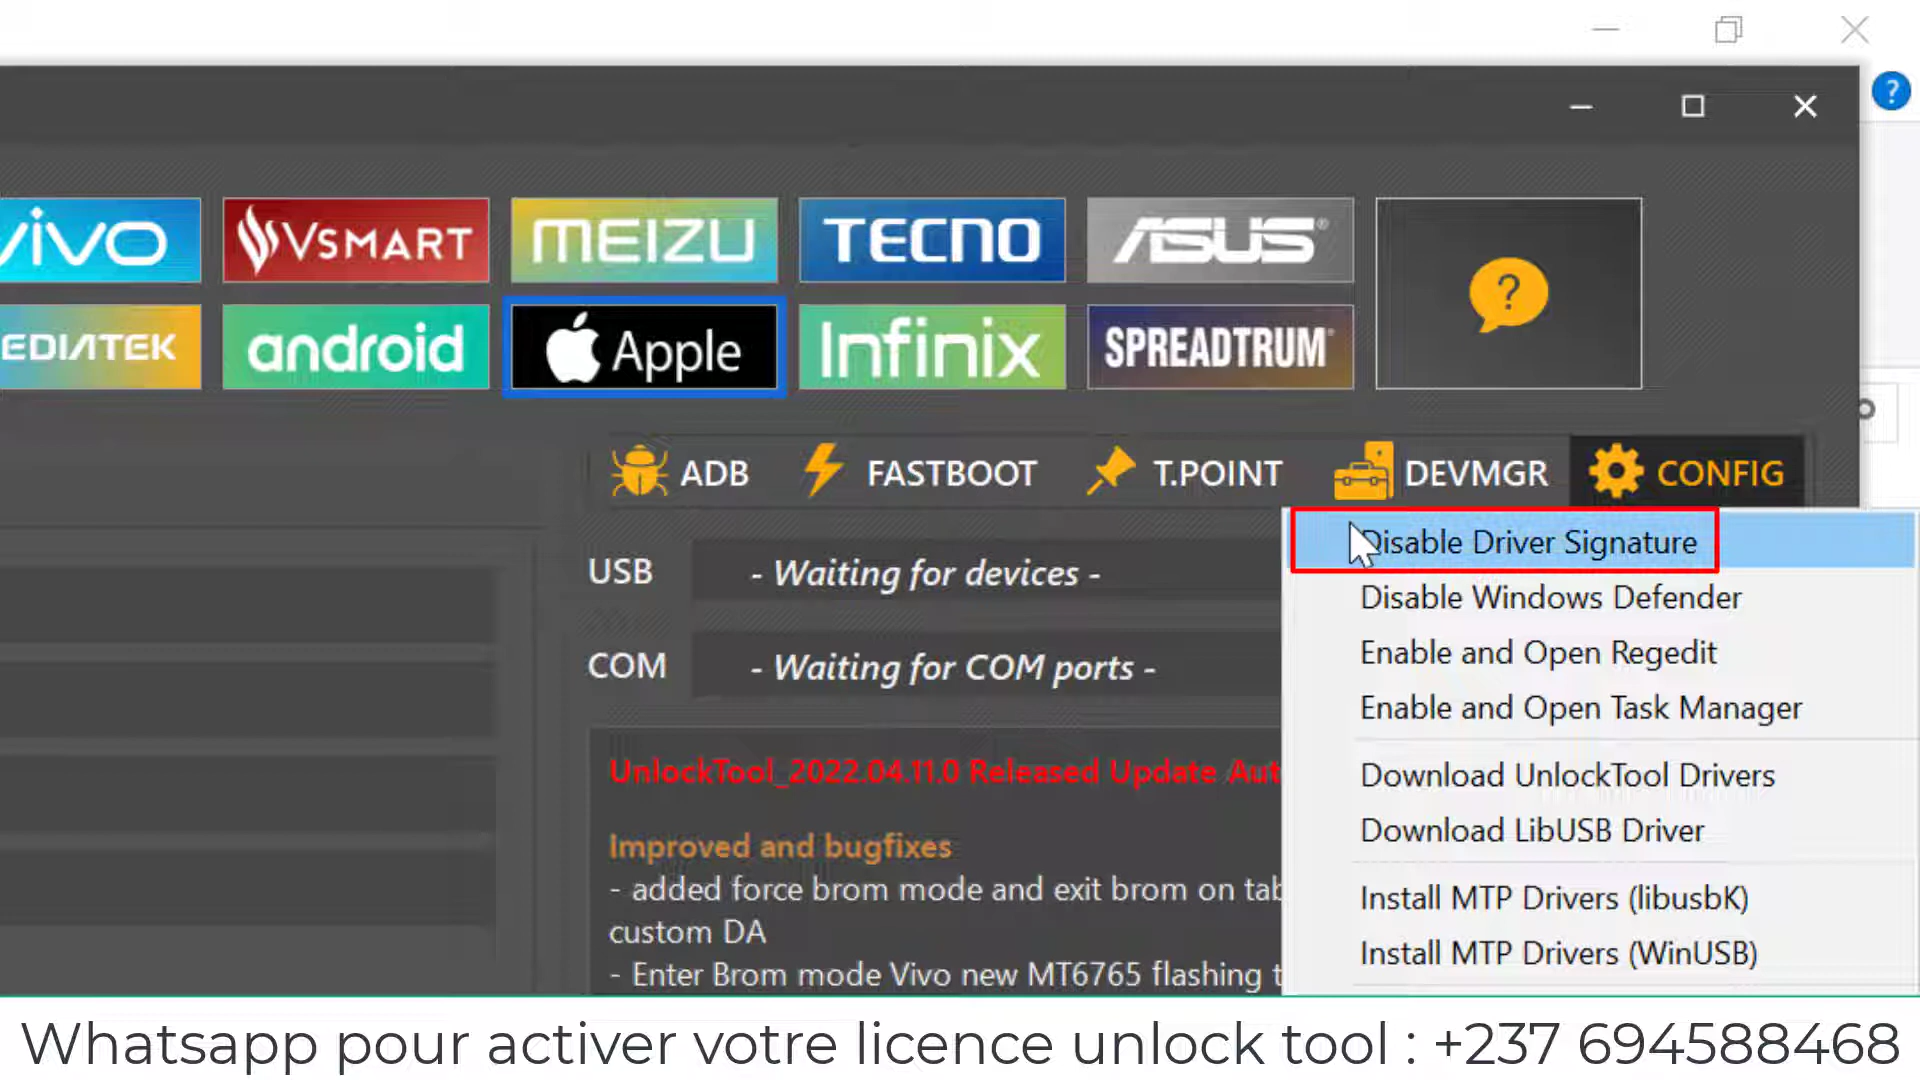 ?
vivo
VSMART
MEIZU
TECNO
ASUS®
?
EDIATEK
android
Apple
Infinix
SPREADTRUM®
ADB
FASTBOOT
T.POINT
DEVMGR
CONFIG
USB
- Waiting for devices -
COM
- Waiting for COM ports -
Disable Driver Signature
Disable Windows Defender
Enable and Open Regedit
Enable and Open Task Manager
Download UnlockTool Drivers
Download LibUSB Driver
Install MTP Drivers (libusbK)
Install MTP Drivers (WinUSB)
UnlockTool_2022.04.11.0 Released Update Aut
Improved and bugfixes
- added force brom mode and exit brom on tab
custom DA
- Enter Brom mode Vivo new MT6765 flashing t
Whatsapp pour activer votre licence unlock tool : +237 694588468